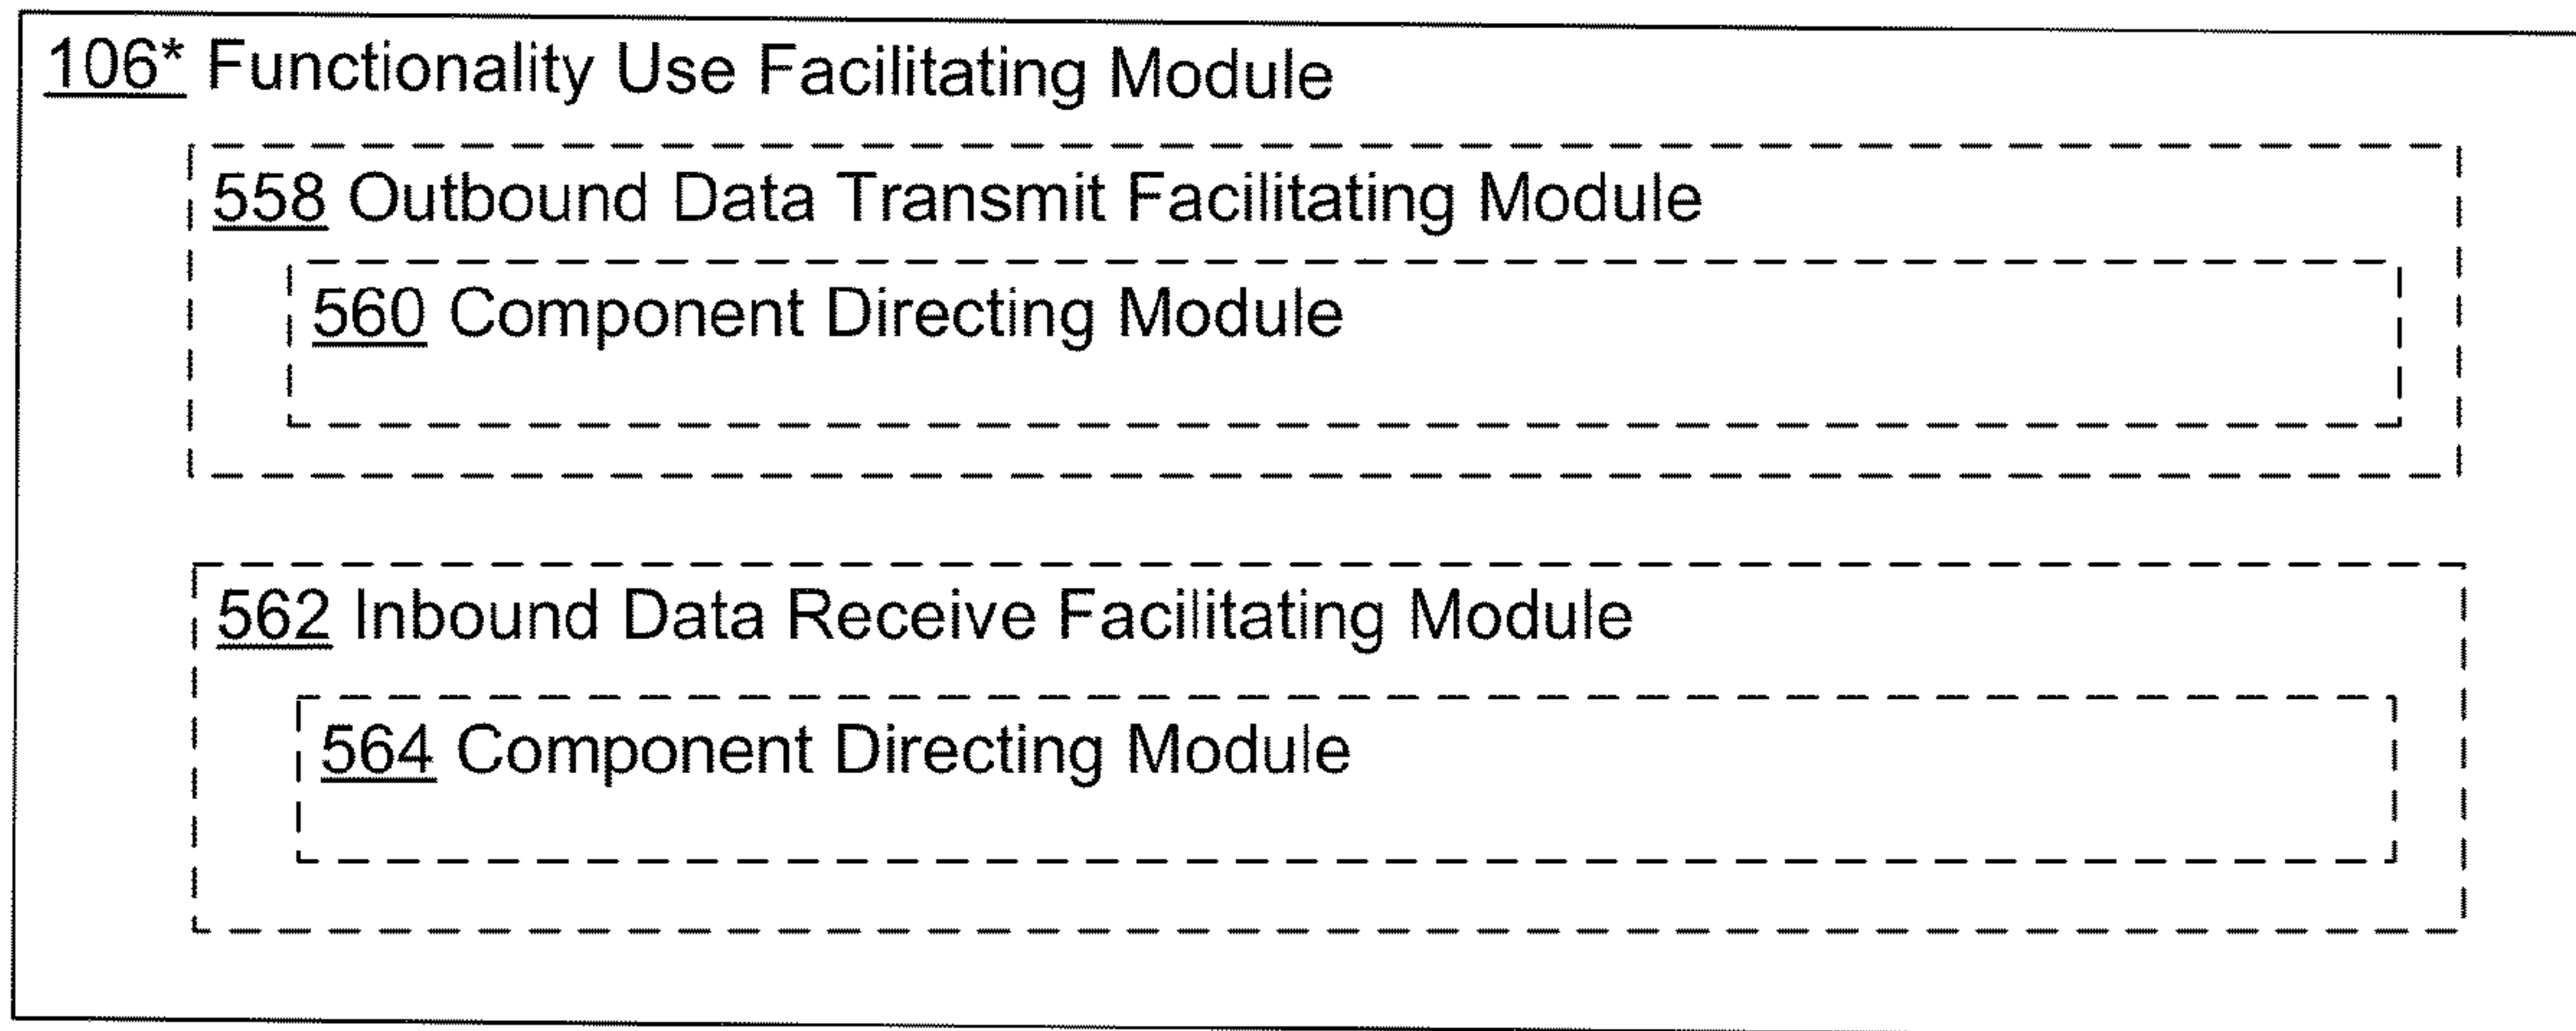 106* Functionality Use Facilitating Module
558 Outbound Data Transmit Facilitating Module
560 Component Directing Module
562 Inbound Data Receive Facilitating Module
564 Component Directing Module